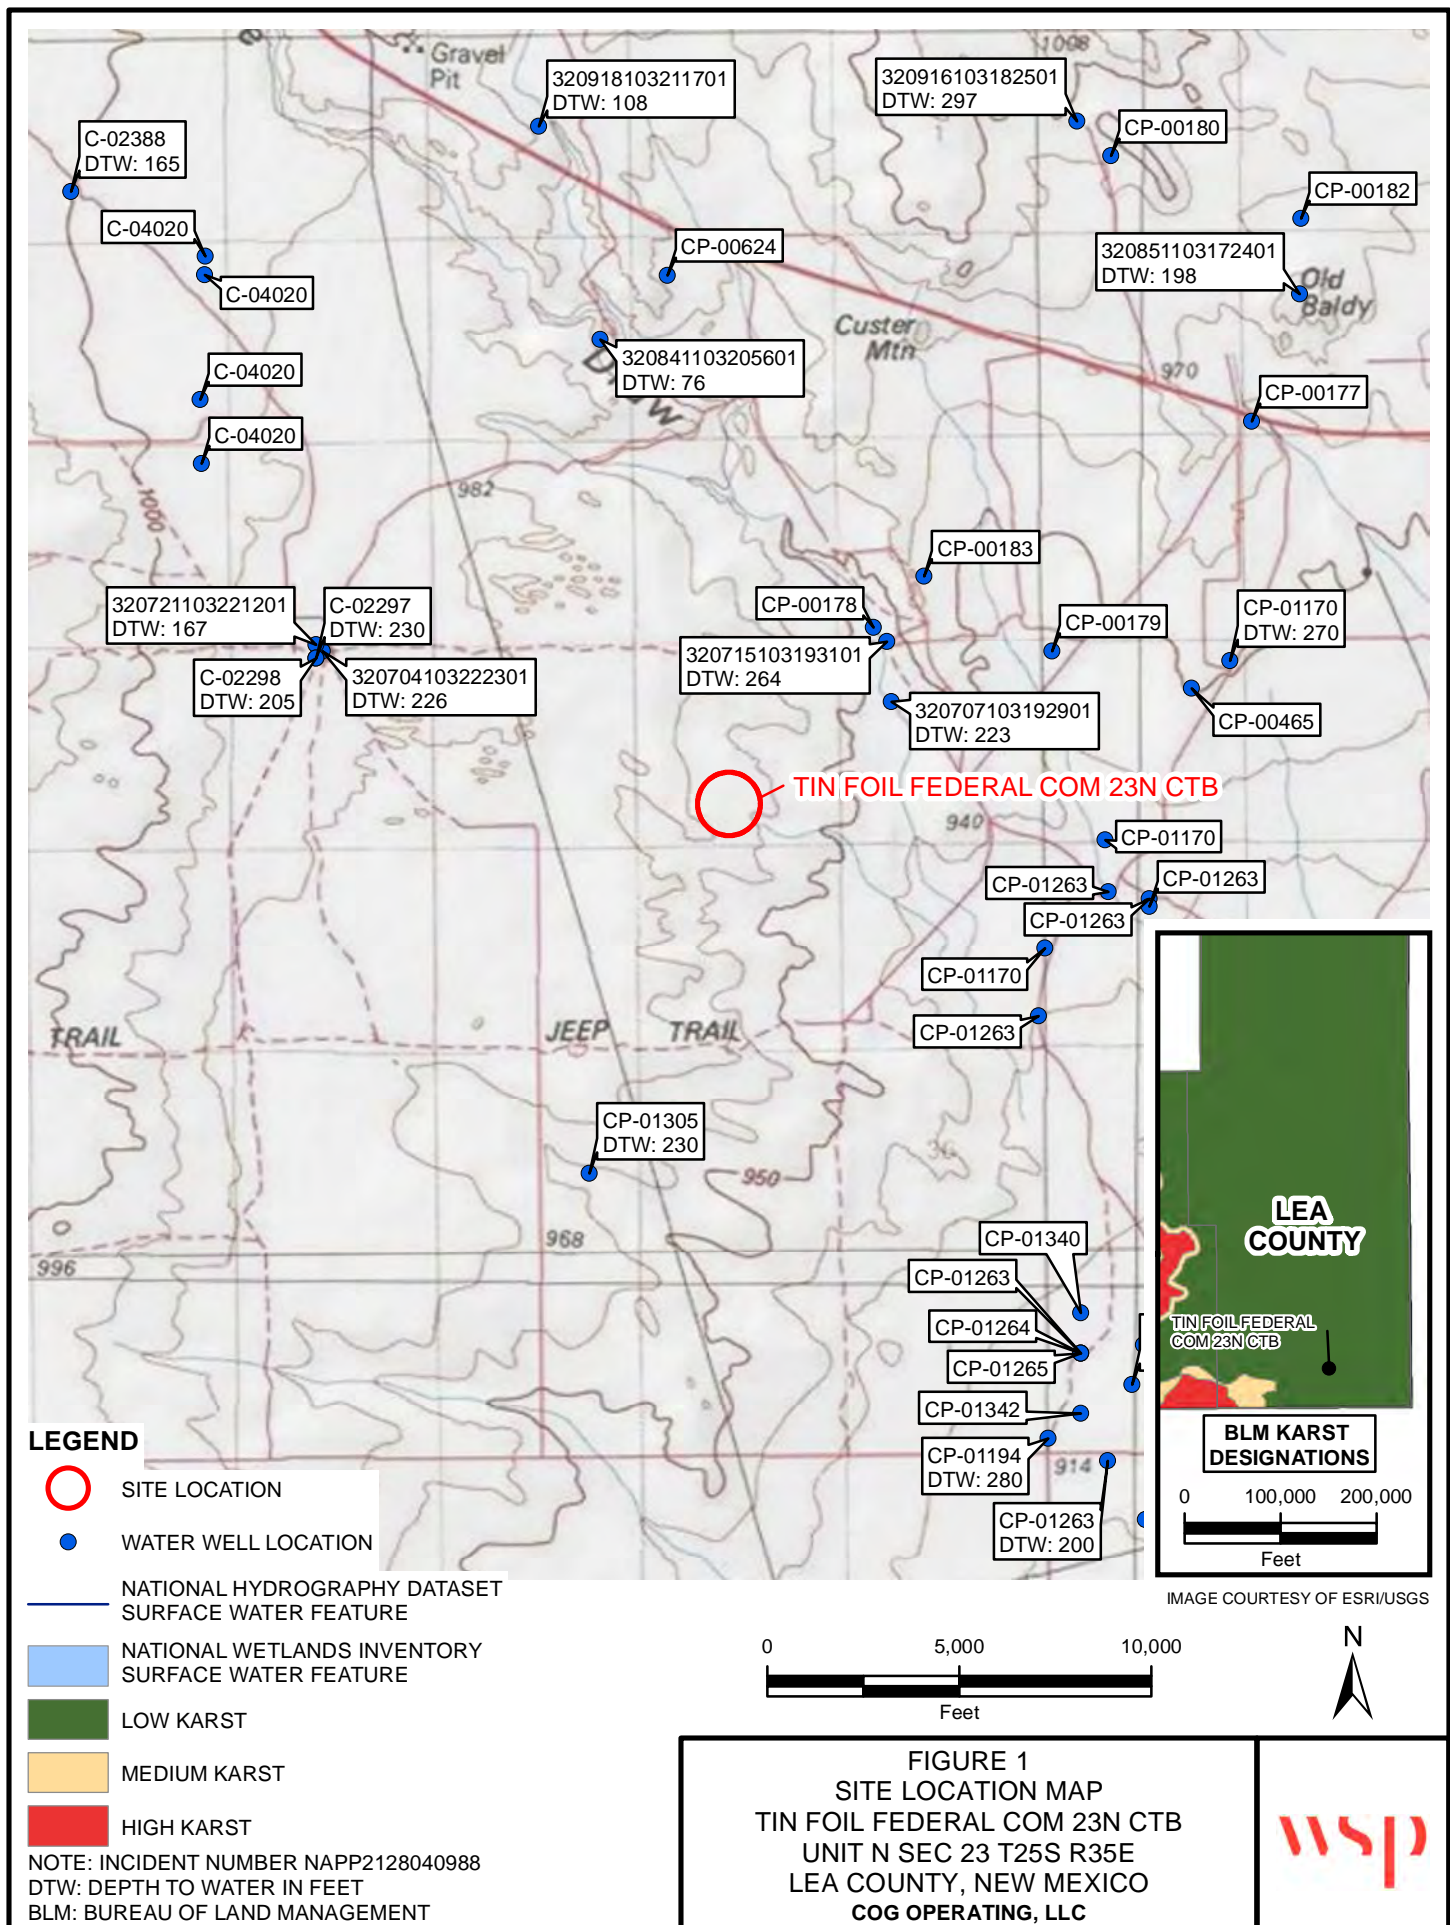 Gravel
Pit
1008
320918103211701
DTW: 108
320916103182501
DTW: 297
CP-00180
C-02388
DTW: 165
CP-00182
C-04020
CP-00624
320851103172401
DTW: 198
C-04020
Old
Baldy
Custer
Mtn
320841103205601
DTW: 76
Draw
970
C-04020
CP-00177
C-04020
982
1000
CP-00183
320721103221201
DTW: 167
C-02297
DTW: 230
CP-00178
CP-00179
CP-01170
DTW: 270
320715103193101
DTW: 264
C-02298
DTW: 205
320704103222301
DTW: 226
320707103192901
DTW: 223
CP-00465
TIN FOIL FEDERAL COM 23N CTB
940
CP-01170
CP-01263
CP-01263
CP-01263
CP-01170
CP-01263
TRAIL
JEEP TRAIL
CP-01305
DTW: 230
36
950
968
996
CP-01340
CP-01263
CP-01264
CP-01265
CP-01342
CP-01194
DTW: 280
914
CP-01263
DTW: 200
LEA
COUNTY
TIN FOIL FEDERAL
COM 23N CTB
BLM KARST
DESIGNATIONS
0 100,000 200,000
Feet
IMAGE COURTESY OF ESRI/USGS
LEGEND
SITE LOCATION
WATER WELL LOCATION
NATIONAL HYDROGRAPHY DATASET
SURFACE WATER FEATURE
NATIONAL WETLANDS INVENTORY
SURFACE WATER FEATURE
LOW KARST
MEDIUM KARST
HIGH KARST
NOTE: INCIDENT NUMBER NAPP2128040988
DTW: DEPTH TO WATER IN FEET
BLM: BUREAU OF LAND MANAGEMENT
0 5,000 10,000
Feet
N
FIGURE 1
SITE LOCATION MAP
TIN FOIL FEDERAL COM 23N CTB
UNIT N SEC 23 T25S R35E
LEA COUNTY, NEW MEXICO
COG OPERATING, LLC
wsp